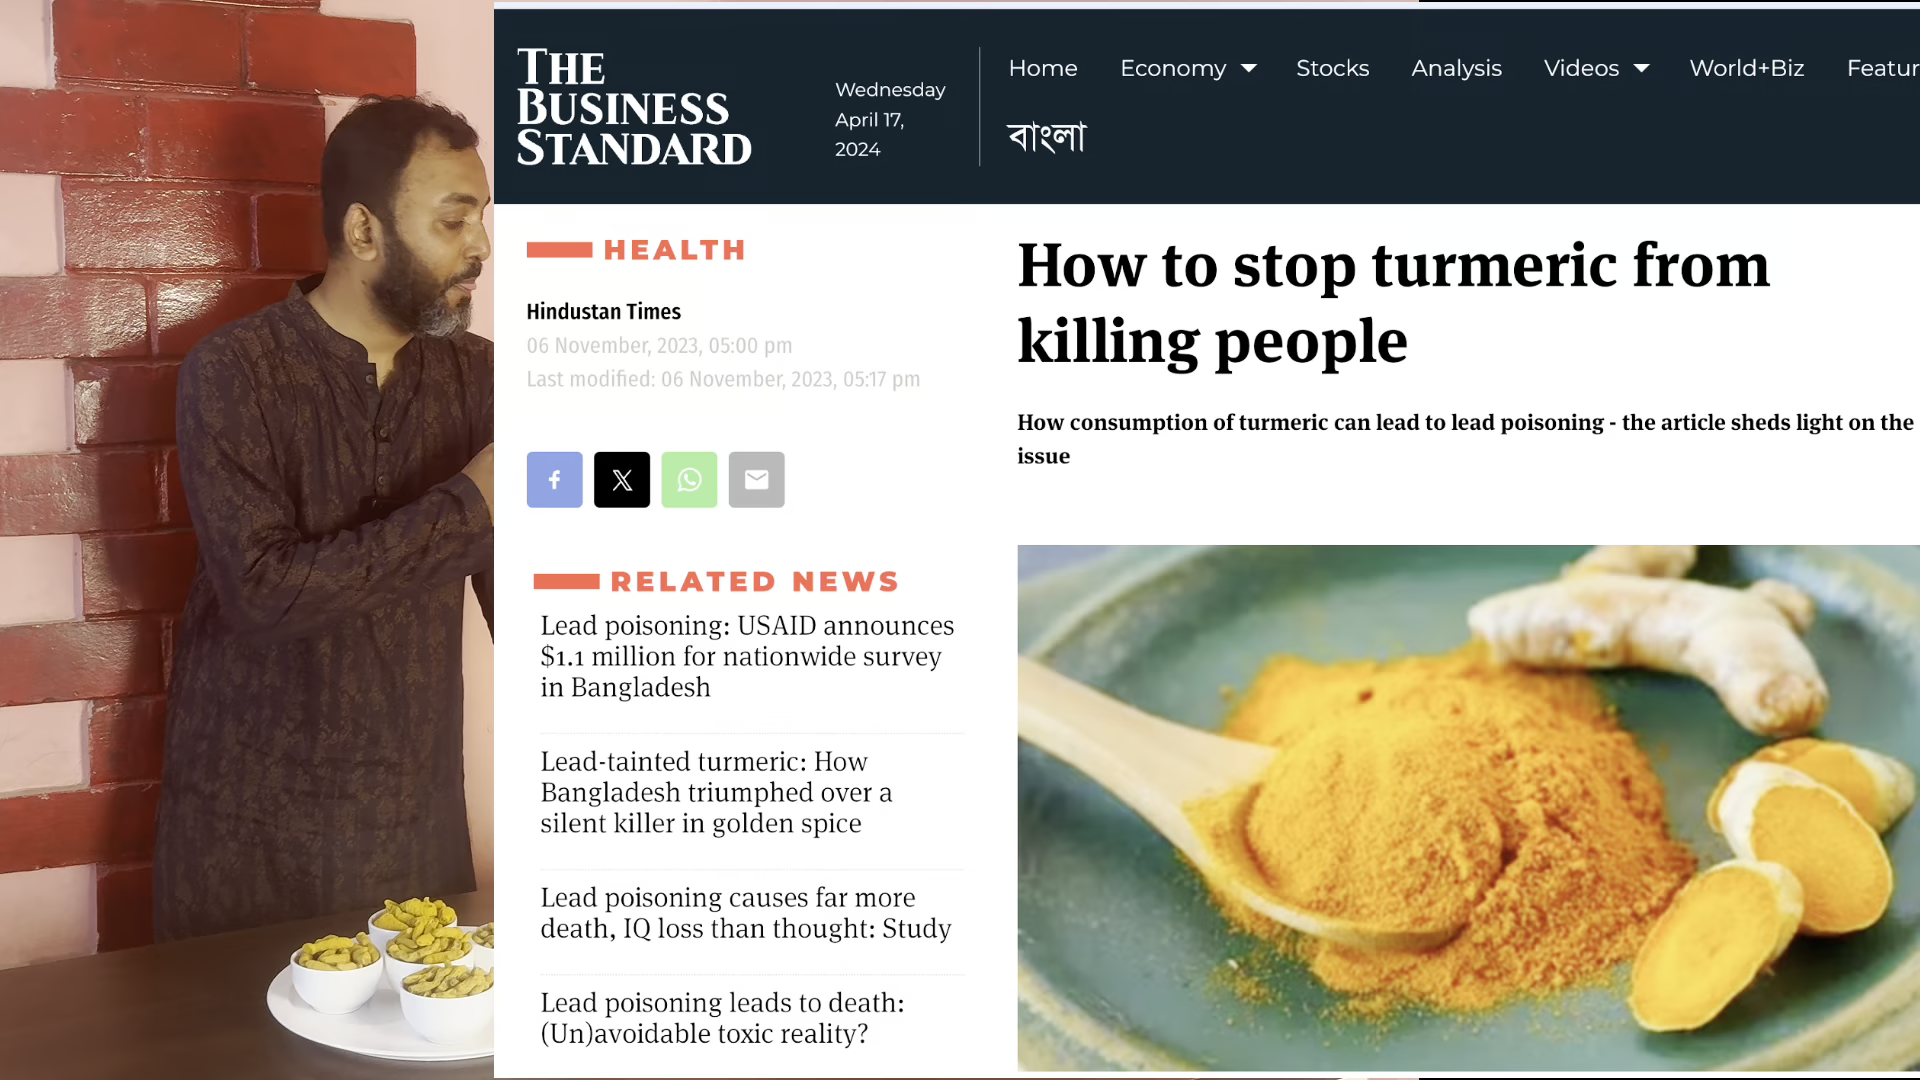 THE
BUSINESS
STANDARD
Wednesday
April 17,
2024
Home Economy Stocks Analysis Videos World+Biz
বাংলা
HEALTH
Hindustan Times
06 November, 2023, 05:00 pm
Last modified: 06 November, 2023, 05:17 pm
RELATED NEWS
Lead poisoning: USAID announces
$1.1 million for nationwide survey
in Bangladesh
Lead-tainted turmeric: How
Bangladesh triumphed over a
silent killer in golden spice
Lead poisoning causes far more
death, IQ loss than thought: Study
Lead poisoning leads to death:
(Un)avoidable toxic reality?
How to stop turmeric from
killing people
How consumption of turmeric can lead to lead poisoning - the article sheds light on the
issue